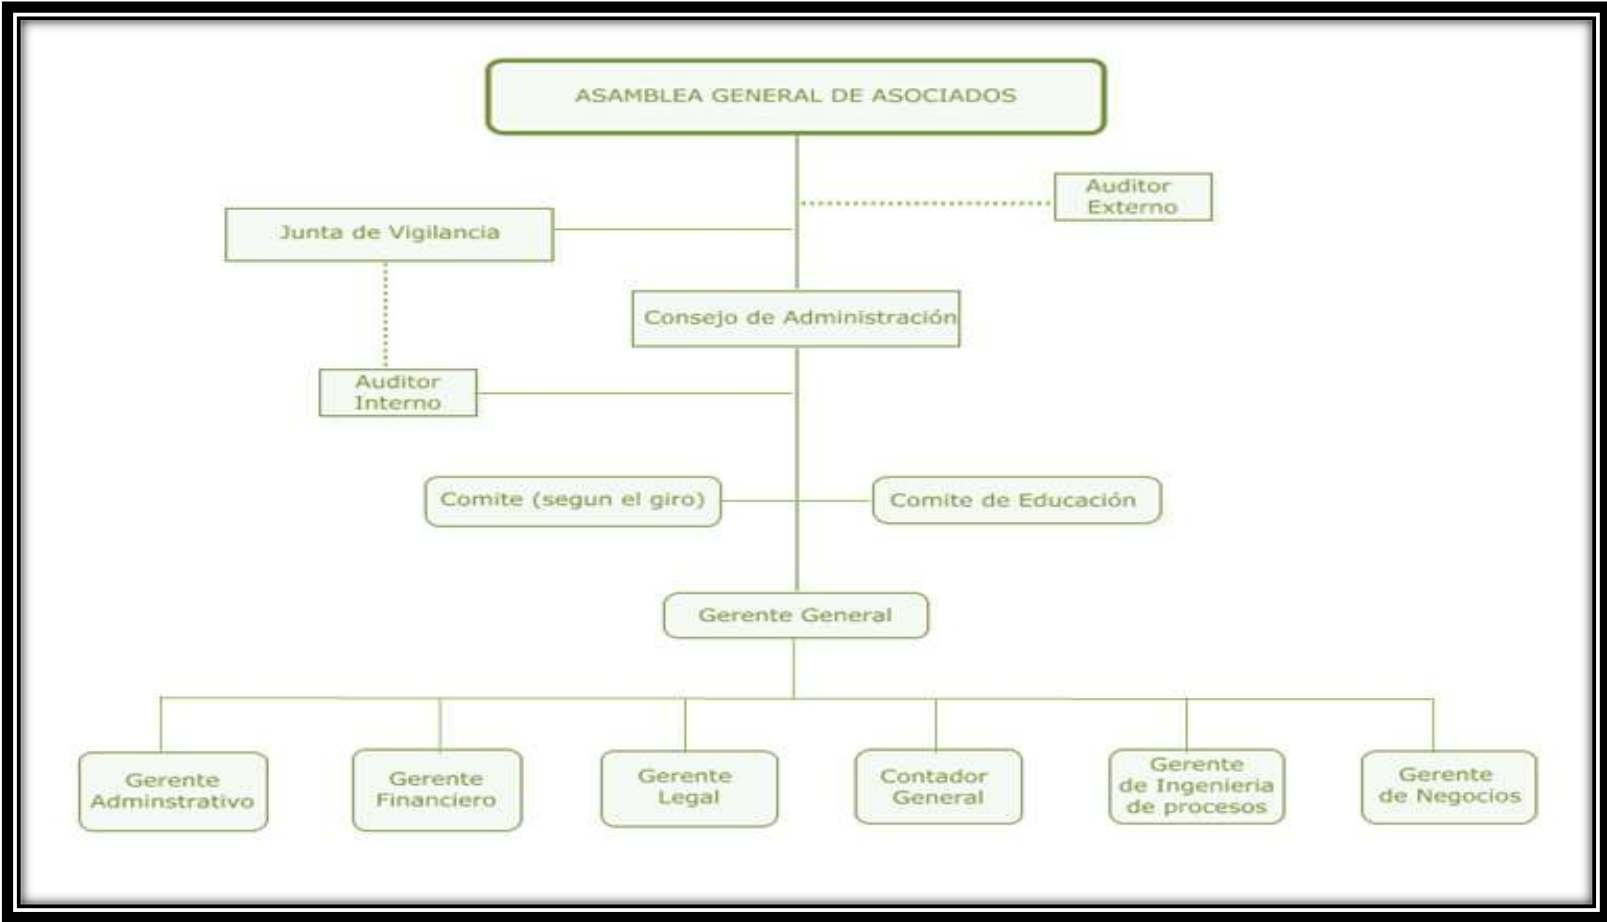 ASAMBLEA GENERAL DE ASOCIADOS
Auditor
Externo
Junta de Vigilancia
Consejo de Administración
Auditor
Interno
Comite (segun el giro)
Comite de Educación
Gerente General
Gerente
Adminstrativo
Gerente
Financiero
Gerente
Legal
Contador
General
Gerente
de Ingenieria
de procesos
Gerente
de Negocios